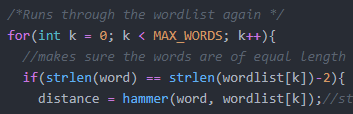 /*Runs through the wordlist again */
for(int k = 0; k < MAX_WORDS; k++){
//makes sure the words are of equal length
if(strlen(word) == strlen(wordlist[k])-2){
distance = hammer(word, wordlist[k]);//st